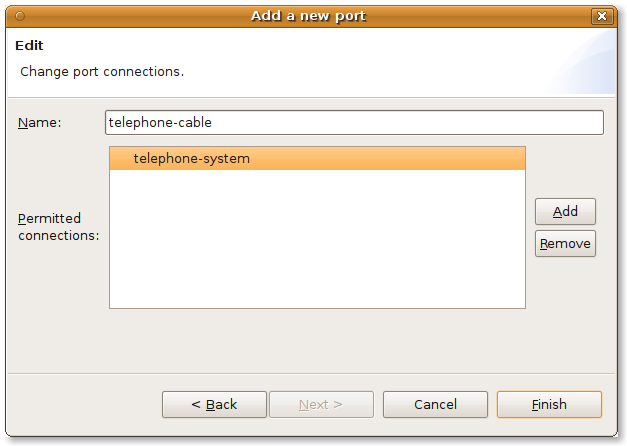 Add a new port
Edit
Change port connections.
Name:
telephone-cable
telephone-system
Permitted
connections:
Add
Remove
< Back
Next >
Cancel
Finish